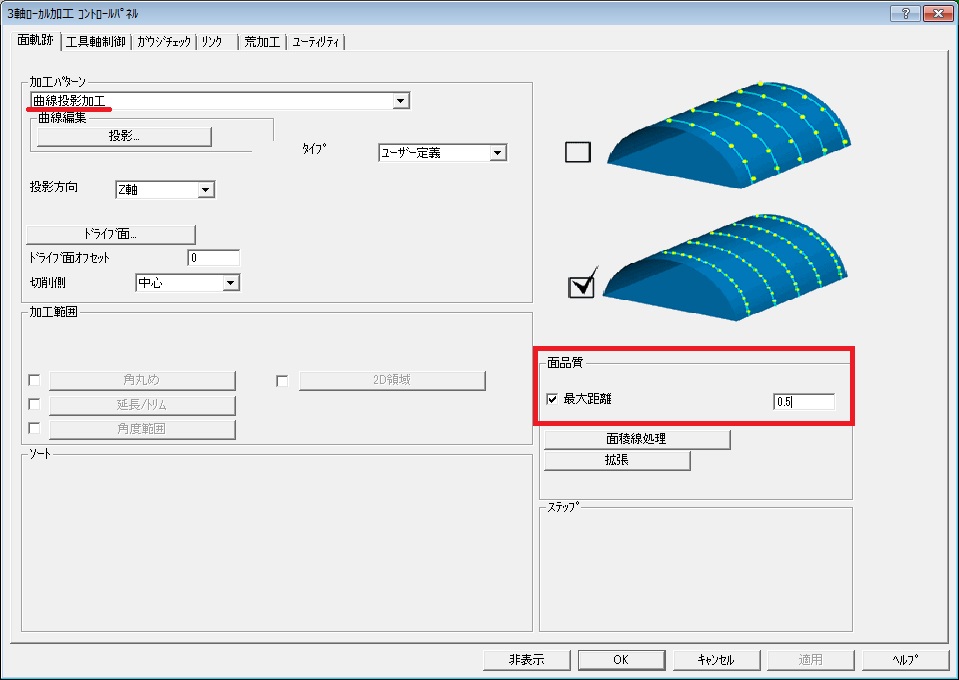 3軸ﾛｰｶﾙ加工 ｺﾝﾄﾛｰﾙﾊﾟﾈﾙ
面軌跡 工具軸制御 ｶﾞｳｼﾞﾁｪｯｸ ﾘﾝｸ 荒加工 ﾕｰﾃｨﾘﾃｨ
加工ﾊﾟﾀｰﾝ
曲線投影加工
曲線編集
投影...
ﾀｲﾌﾟ ﾕｰｻﾞｰ定義
投影方向 Z軸
ﾄﾞﾗｲﾌﾞ面...
ﾄﾞﾗｲﾌﾞ面ｵﾌｾｯﾄ 0
切削側 中心
加工範囲
角丸め 2D領域
延長/ﾄﾘﾑ
角度範囲
ｿｰﾄ
面品質
最大距離 0.5
面稜線処理
拡張
ｽﾃｯﾌﾟ
非表示 OK ｷｬﾝｾﾙ 適用 ﾍﾙﾌﾟ